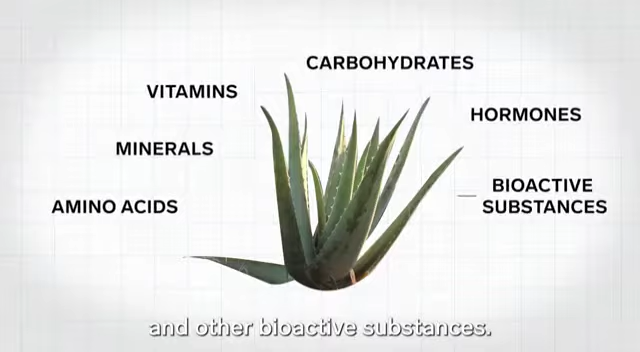 CARBOHYDRATES
VITAMINS
HORMONES
MINERALS
BIOACTIVE
SUBSTANCES
AMINO ACIDS
and other bioactive substances.